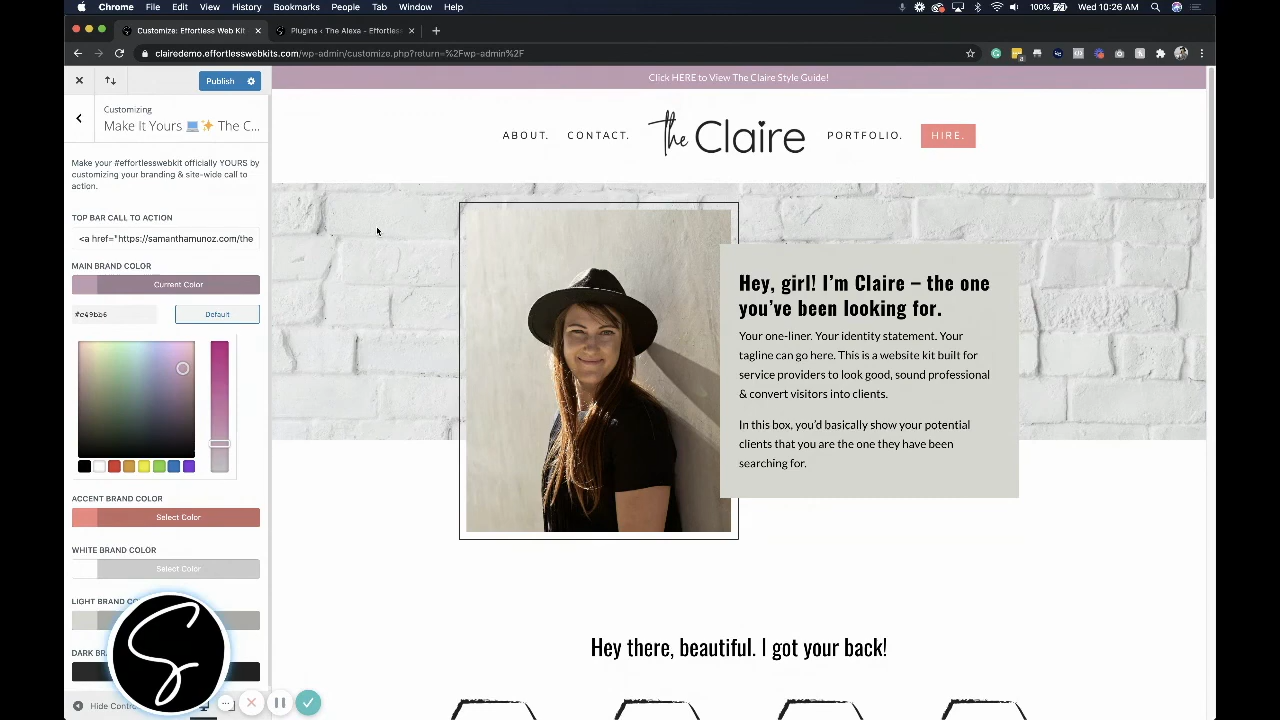 Chrome File Edit View History Bookmarks People Tab Window Help
100% Wed 10:26 AM
Customize: Effortless Web Kit
Plugins ‹ The Alexa – Effortles
clairedemo.effortlesswebkits.com/wp-admin/customize.php?return=%2Fwp-admin%2F
Publish
Click HERE to View The Claire Style Guide!
Customizing
Make It Yours 💻✨ The C...
ABOUT. CONTACT. the Claire PORTFOLIO. HIRE.
Make your #effortlesswebkit officially YOURS by
customizing your branding & site-wide call to
action.
TOP BAR CALL TO ACTION
<a href="https://samanthamunoz.com/the
MAIN BRAND COLOR
Current Color
Default
ACCENT BRAND COLOR
Select Color
WHITE BRAND COLOR
Select Color
LIGHT BRAND CO
DARK BR
Hide Contr
S
Hey, girl! I'm Claire – the one
you've been looking for.
Your one-liner. Your identity statement. Your
tagline can go here. This is a website kit built for
service providers to look good, sound professional
& convert visitors into clients.
In this box, you'd basically show your potential
clients that you are the one they have been
searching for.
Hey there, beautiful. I got your back!